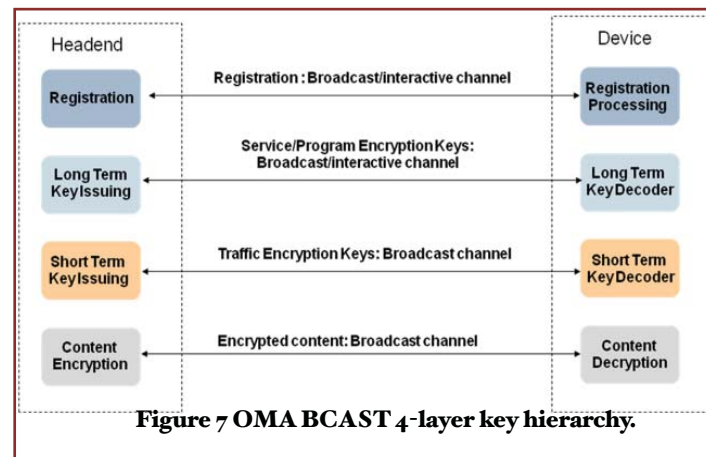 Headend
Device
Registration
Registration : Broadcast/interactive channel
Registration
Processing
Service/Program Encryption Keys:
Broadcast/interactive channel
Long Term
Key Issuing
Long Term
Key Decoder
Traffic Encryption Keys: Broadcast channel
Short Term
Key Issuing
Short Term
Key Decoder
Encrypted content: Broadcast channel
Content
Encryption
Content
Decryption
Figure 7 OMA BCAST 4-layer key hierarchy.